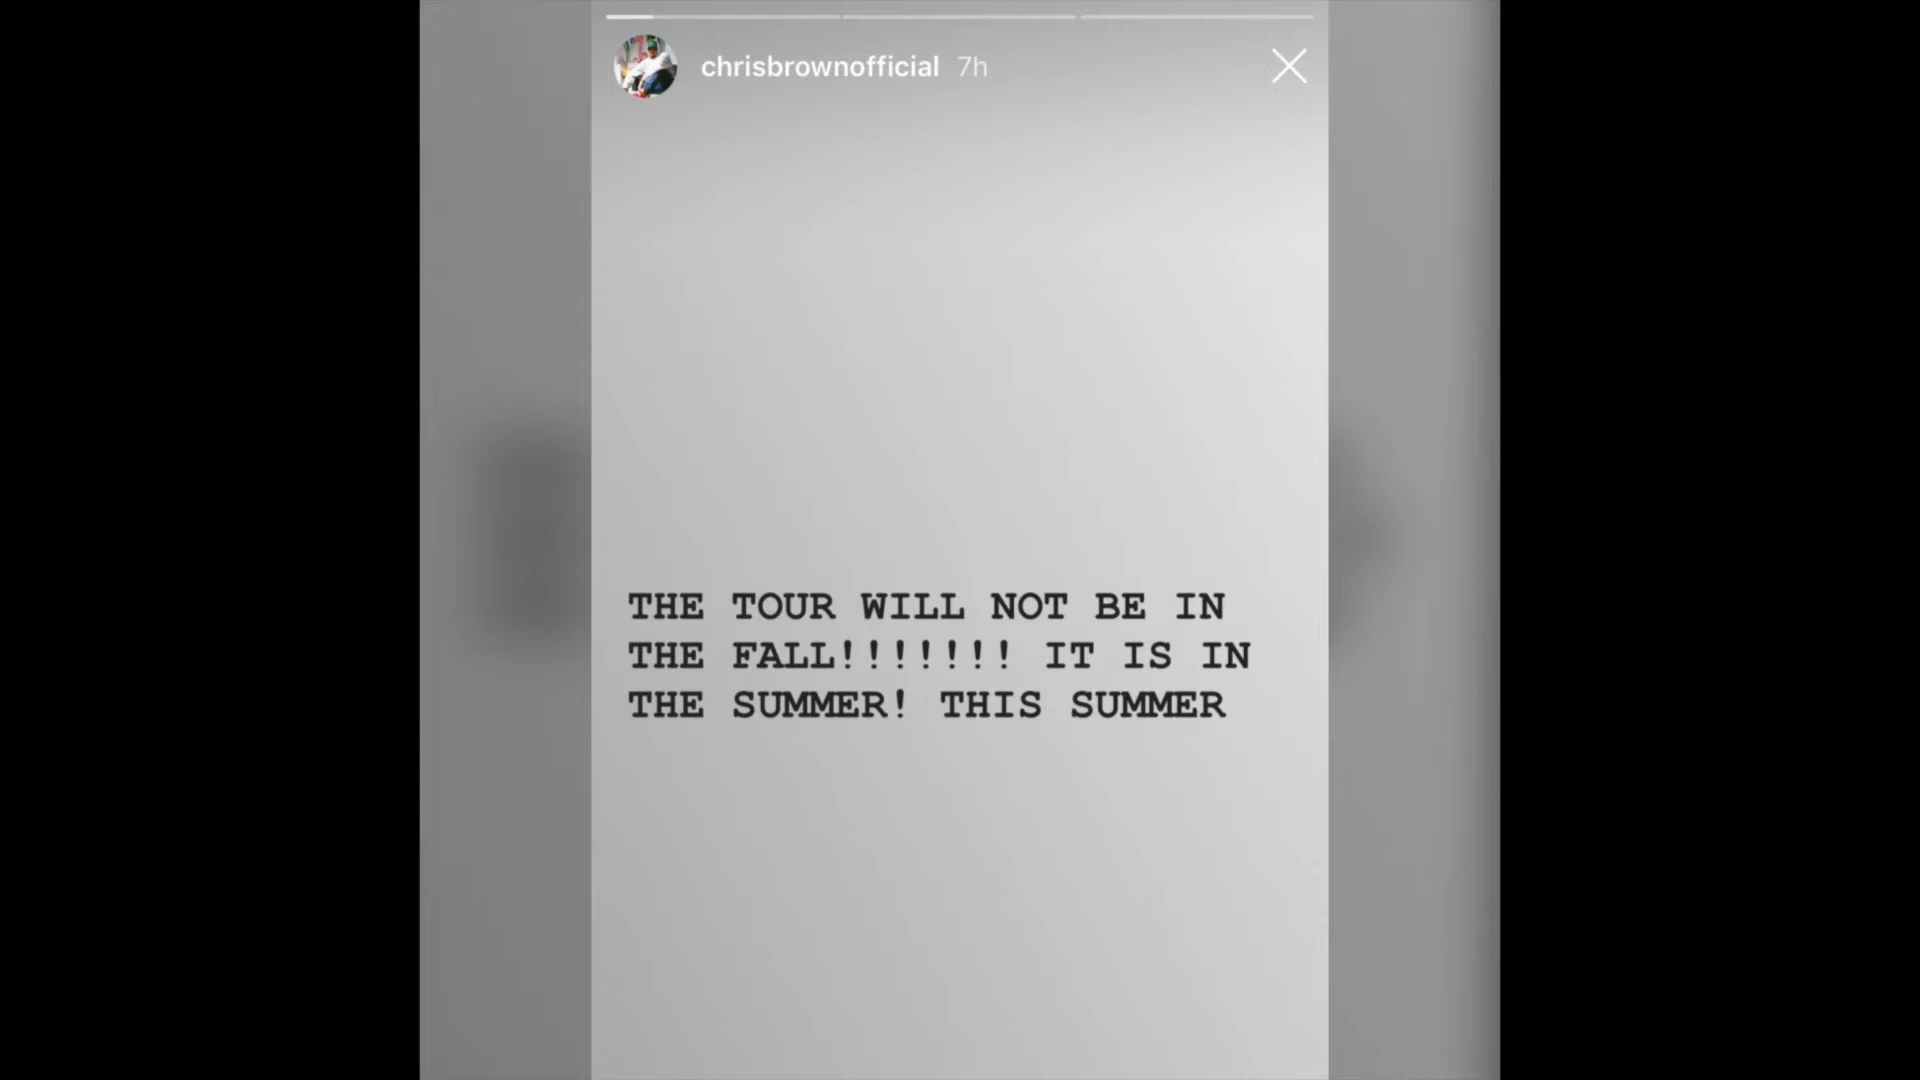 chrisbrownofficial 7h
THE TOUR WILL NOT BE IN
THE FALL!!!!!!! IT IS IN
THE SUMMER! THIS SUMMER